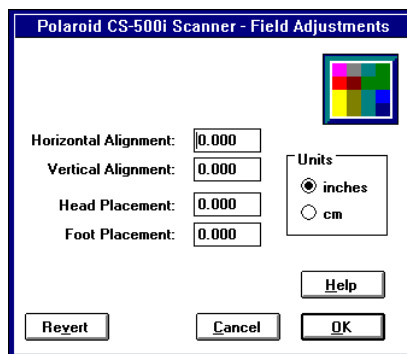 Polaroid CS-500i Scanner - Field Adjustments
Horizontal Alignment: 0.000
Vertical Alignment: 0.000
Units
inches
Head Placement: 0.000
cm
Foot Placement: 0.000
Help
Revert Cancel OK